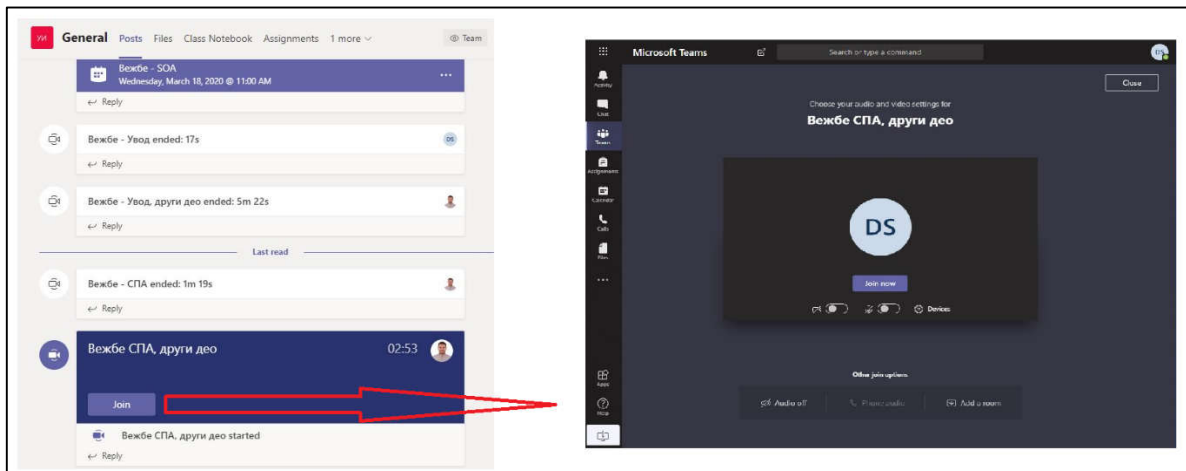 УИ General Posts Files Class Notebook Assignments 1 more Team
Вежбе - SOA
Wednesday, March 18, 2020 @ 11:00 AM
Reply
Вежбе - Увод ended: 17s DS
Reply
Вежбе - Увод, други део ended: 5m 22s
Reply
Last read
Вежбе - СПА ended: 1m 19s
Reply
Вежбе СПА, други део 02:53
Join
Вежбе СПА, други део started
Reply
Microsoft Teams Search or type a command DS
Activity
Chat
Teams
Assignments
Calendar
Calls
Files
Apps
Help
Close
Choose your audio and video settings for
Вежбе СПА, други део
DS
Join now
Devices
Other join options
Audio off Phone audio Add a room